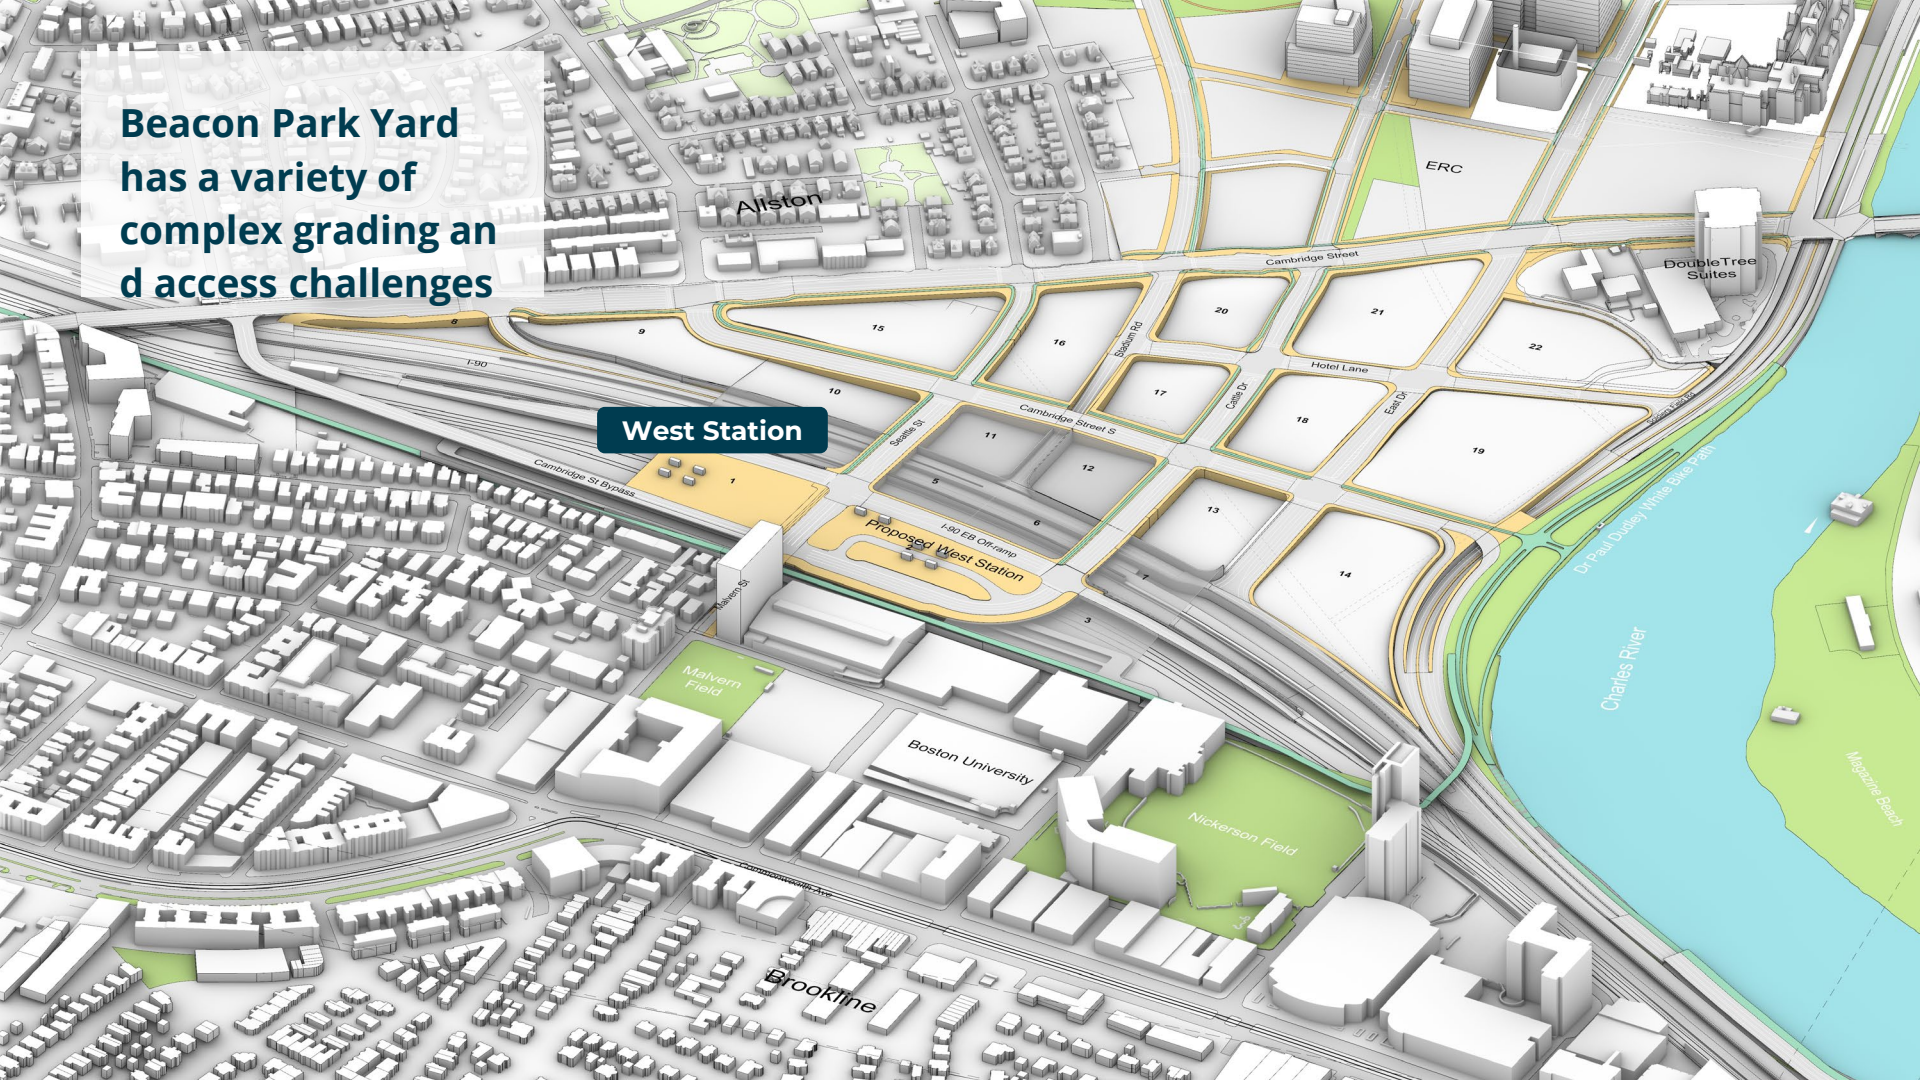 Beacon Park Yard
has a variety of
complex grading an
d access challenges
Allston
ERC
Cambridge Street
DoubleTree
Suites
8
9
15
16
Stadium Rd
20
21
22
I-90
10
17
Cattle Dr
Hotel Lane
18
East Dr
19
West Station
Seattle St
Cambridge Street S
11
12
Cambridge St Bypass
1
5
6
13
14
I-90 EB Off-ramp
Proposed West Station
2
7
3
Malvern St
Dr Paul Dudley White Bike Path
Charles River
Magazine Beach
Malvern
Field
Boston University
Nickerson Field
Commonwealth Ave
Brookline